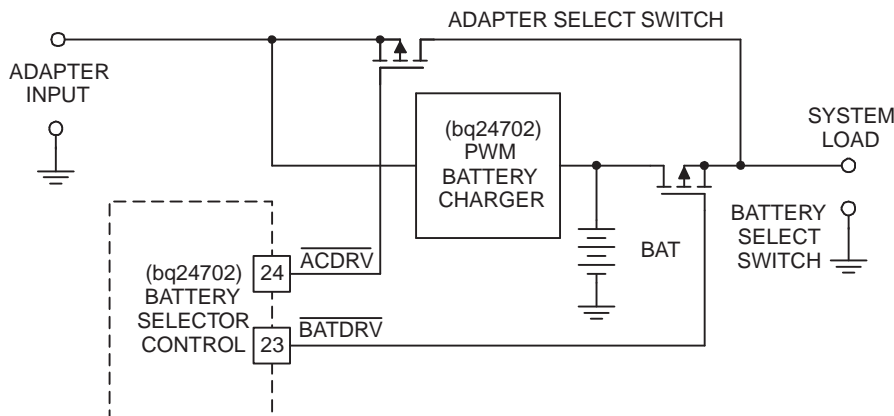 ADAPTER SELECT SWITCH
ADAPTER
INPUT
(bq24702)
PWM
BATTERY
CHARGER
SYSTEM
LOAD
BATTERY
SELECT
SWITCH
BAT
(bq24702)
BATTERY
SELECTOR
CONTROL
24
ACDRV
23
BATDRV